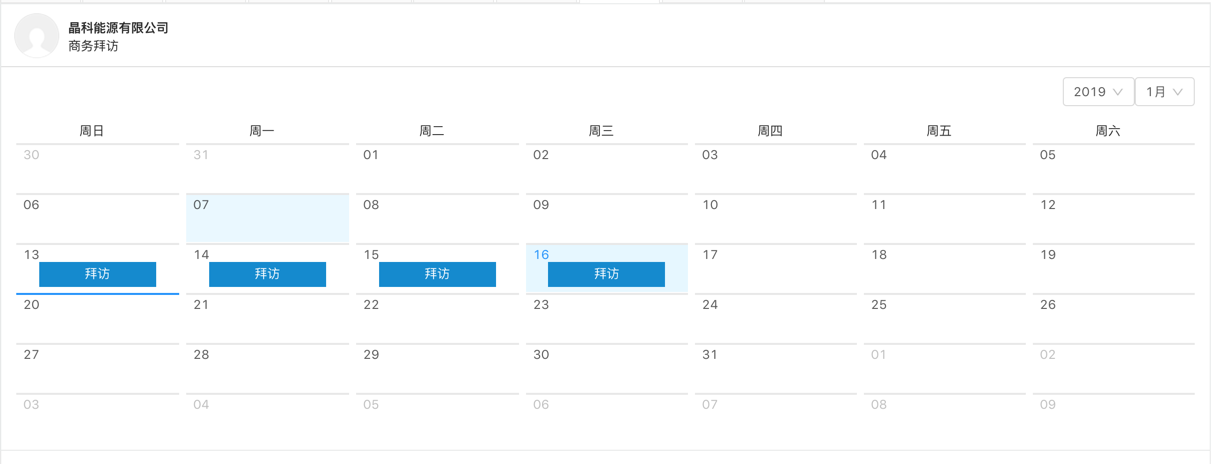 晶科能源有限公司
商务拜访
2019 1月
周日 周一 周二 周三 周四 周五 周六
30 31 01 02 03 04 05
06 07 08 09 10 11 12
13 14 15 16 17 18 19
拜访 拜访 拜访 拜访
20 21 22 23 24 25 26
27 28 29 30 31 01 02
03 04 05 06 07 08 09